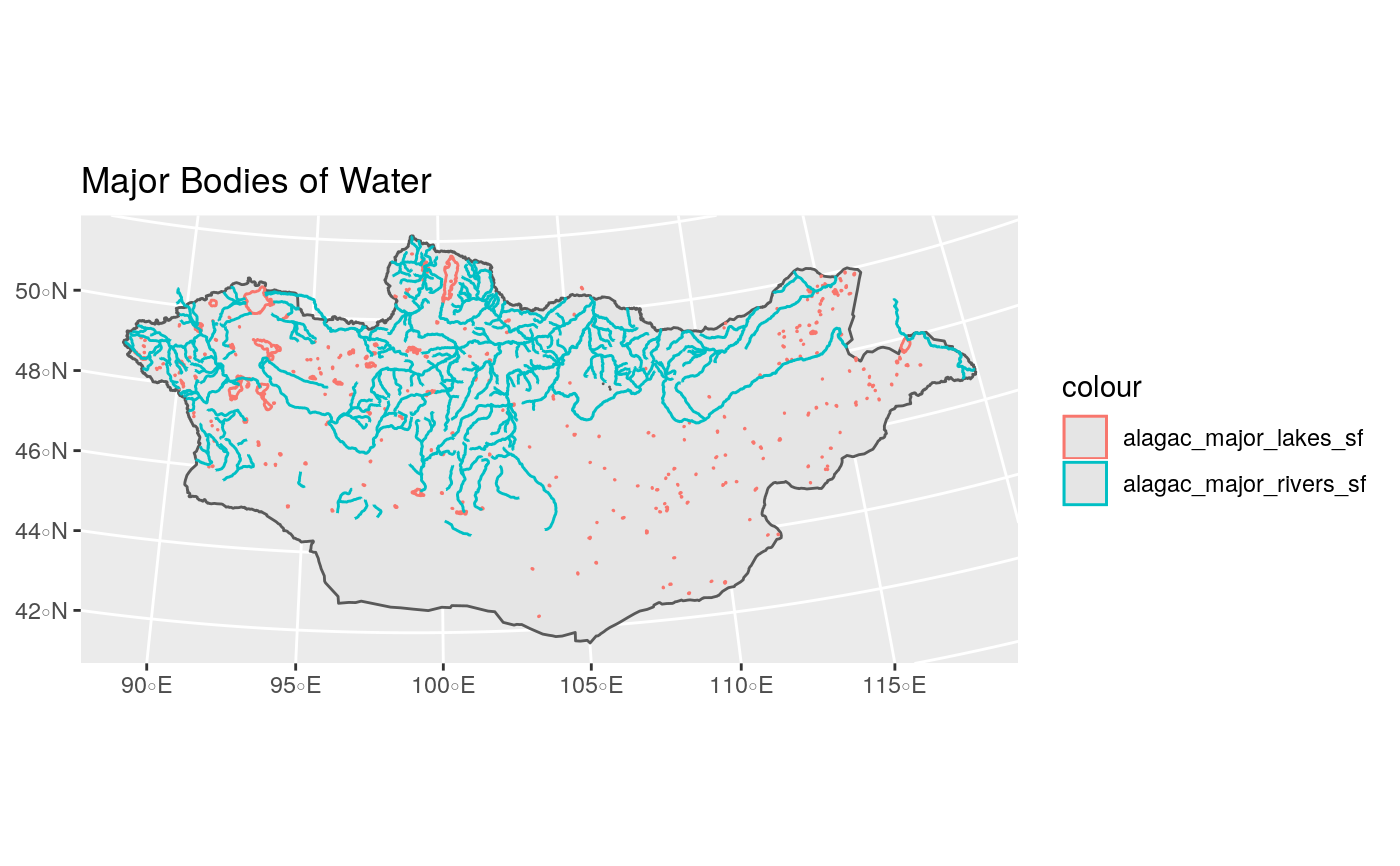 Major Bodies of Water
50°N
48°N
46°N
44°N
42°N
90°E
95°E
100°E
105°E
110°E
115°E
colour
alagac_major_lakes_sf
alagac_major_rivers_sf